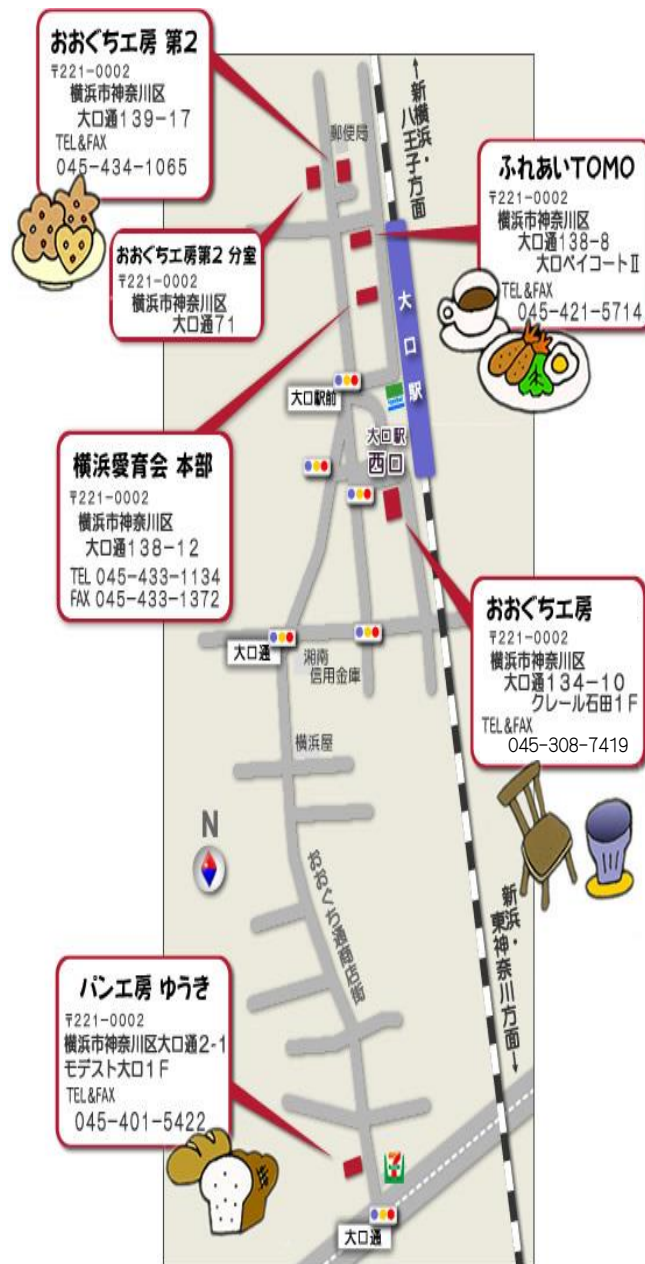 おおぐち工房 第2
〒221-0002
横浜市神奈川区
大口通139-17
TEL&FAX
045-434-1065
郵便局
←新横浜・
八王子方面
ふれあいTOMO
〒221-0002
横浜市神奈川区
大口通138-8
大口ベイコートⅡ
TEL&FAX
045-421-5714
おおぐち工房第2 分室
〒221-0002
横浜市神奈川区
大口通71
大口駅
大口駅前
大口駅
西口
横浜愛育会 本部
〒221-0002
横浜市神奈川区
大口通138-12
TEL 045-433-1134
FAX 045-433-1372
おおぐち工房
〒221-0002
横浜市神奈川区
大口通134-10
クレール石田1F
TEL&FAX
045-308-7419
大口通
湘南
信用金庫
横浜屋
N
おおぐち通商店街
新浜・
東神奈川方面→
パン工房 ゆうき
〒221-0002
横浜市神奈川区大口通2-1
モデスト大口1F
TEL&FAX
045-401-5422
大口通